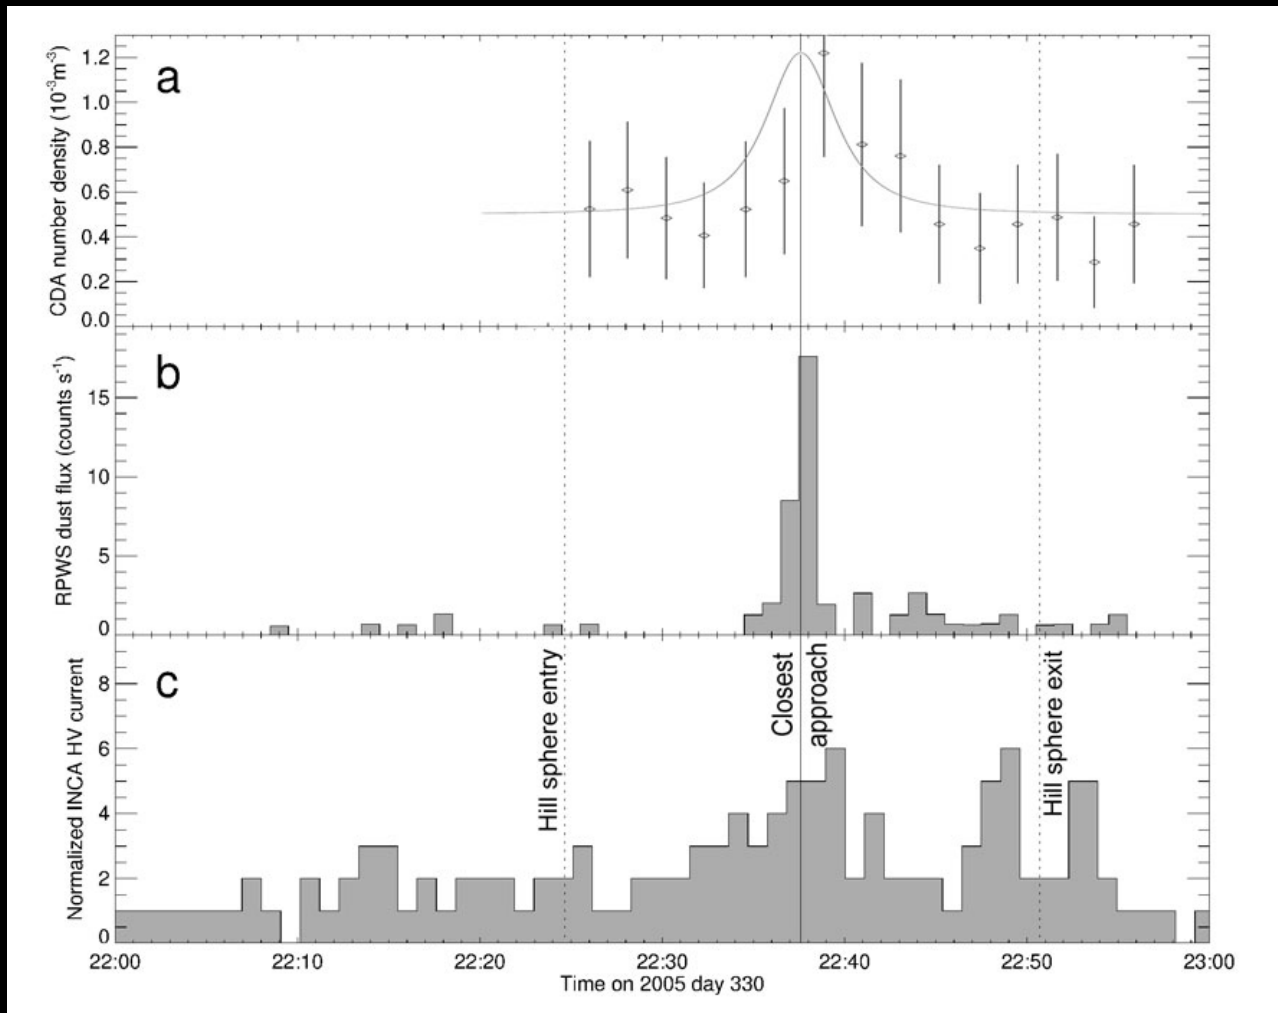 a
CDA number density (10⁻³m⁻³)
1.2
1.0
0.8
0.6
0.4
0.2
0.0
b
RPWS dust flux (counts s⁻¹)
15
10
5
0
c
Normalized INCA HV current
8
6
4
2
0
Hill sphere entry
Closest
approach
Hill sphere exit
22:00 22:10 22:20 22:30 22:40 22:50 23:00
Time on 2005 day 330